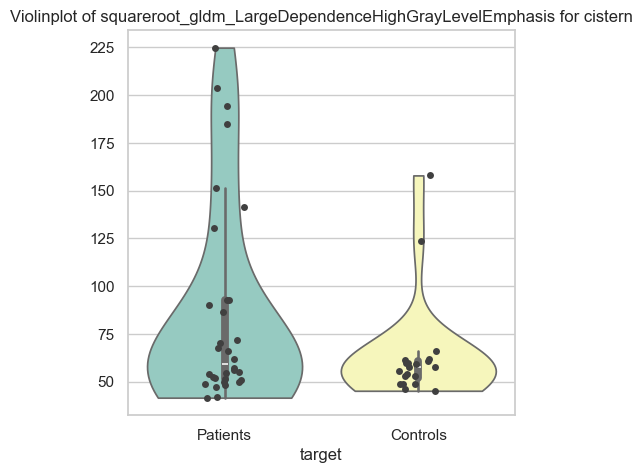 Violinplot of squareroot_gldm_LargeDependenceHighGrayLevelEmphasis for cistern
225
200
175
150
125
100
75
50
Patients
Controls
target